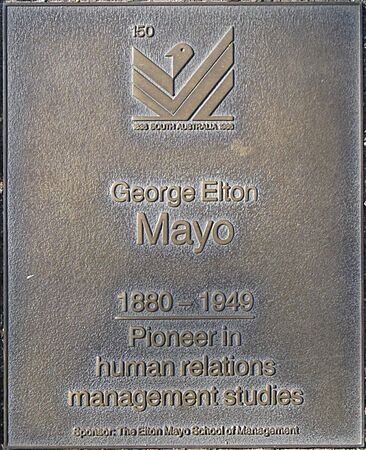 150
1836 SOUTH AUSTRALIA 1986
George Elton
Mayo
1880 – 1949
Pioneer in
human relations
management studies
Sponsor: The Elton Mayo School of Management